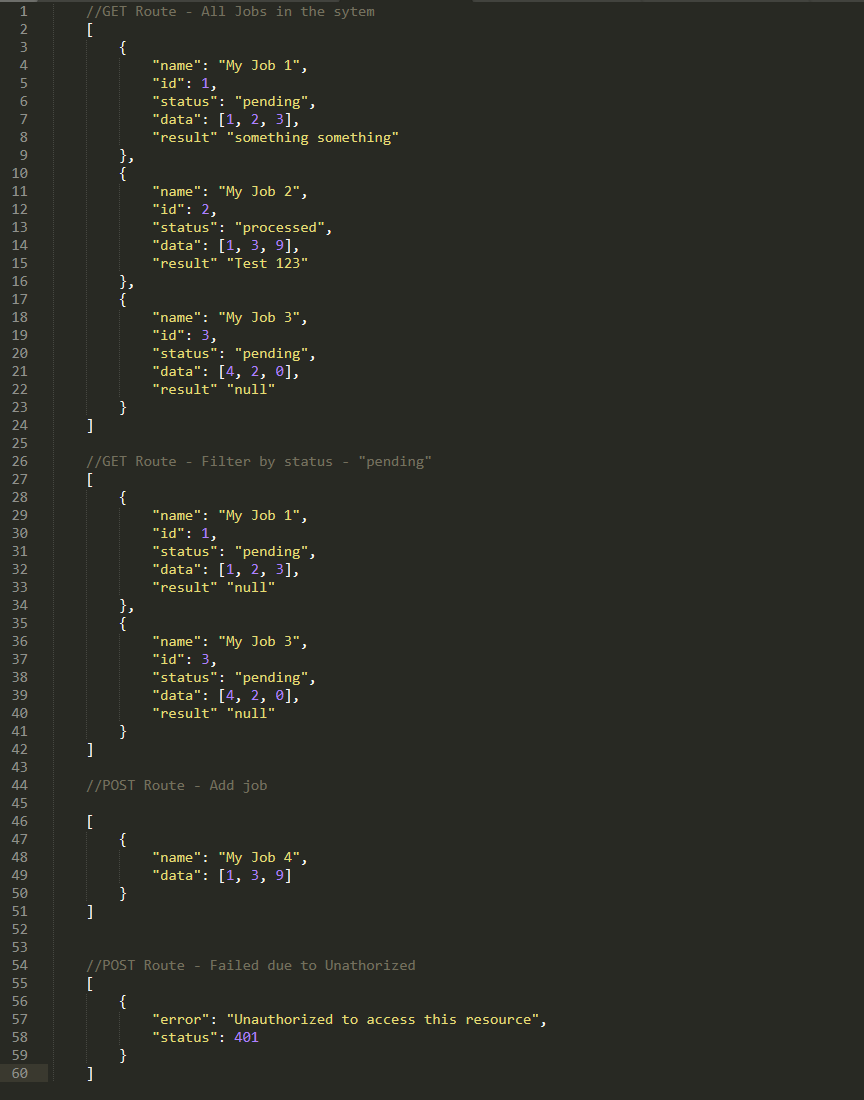 1 //GET Route - All Jobs in the sytem
2 [
3 {
4 "name": "My Job 1",
5 "id": 1,
6 "status": "pending",
7 "data": [1, 2, 3],
8 "result" "something something"
9 },
10 {
11 "name": "My Job 2",
12 "id": 2,
13 "status": "processed",
14 "data": [1, 3, 9],
15 "result" "Test 123"
16 },
17 {
18 "name": "My Job 3",
19 "id": 3,
20 "status": "pending",
21 "data": [4, 2, 0],
22 "result" "null"
23 }
24 ]
25
26 //GET Route - Filter by status - "pending"
27 [
28 {
29 "name": "My Job 1",
30 "id": 1,
31 "status": "pending",
32 "data": [1, 2, 3],
33 "result" "null"
34 },
35 {
36 "name": "My Job 3",
37 "id": 3,
38 "status": "pending",
39 "data": [4, 2, 0],
40 "result" "null"
41 }
42 ]
43
44 //POST Route - Add job
45
46 [
47 {
48 "name": "My Job 4",
49 "data": [1, 3, 9]
50 }
51 ]
52
53
54 //POST Route - Failed due to Unathorized
55 [
56 {
57 "error": "Unauthorized to access this resource",
58 "status": 401
59 }
60 ]